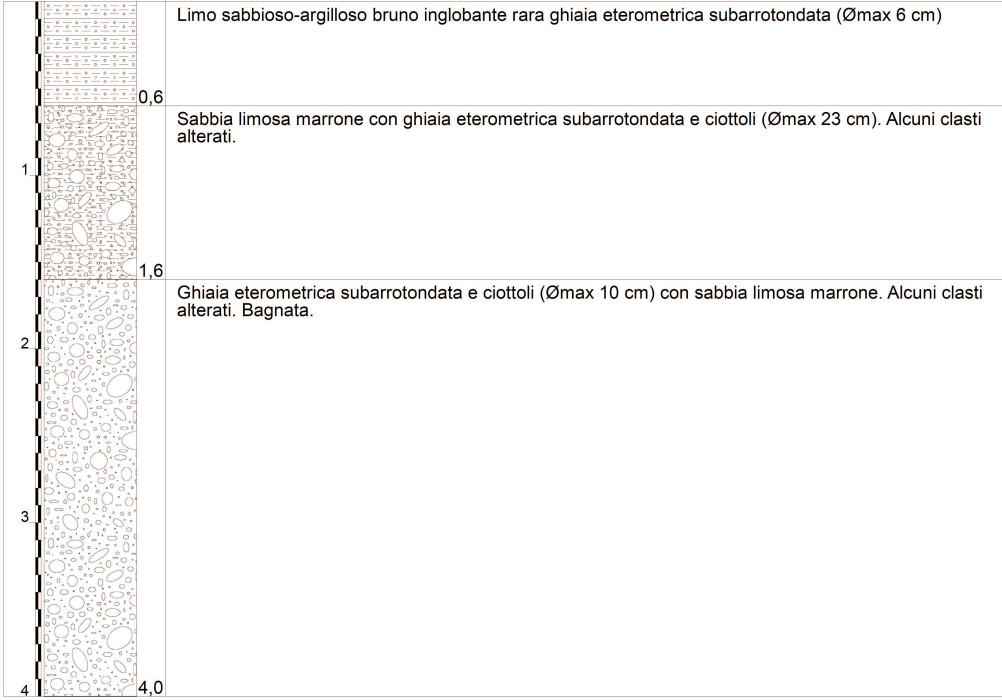 Limo sabbioso-argilloso bruno inglobante rara ghiaia eterometrica subarrotondata (Ømax 6 cm)
0,6
Sabbia limosa marrone con ghiaia eterometrica subarrotondata e ciottoli (Ømax 23 cm). Alcuni clasti
alterati.
1
1,6
Ghiaia eterometrica subarrotondata e ciottoli (Ømax 10 cm) con sabbia limosa marrone. Alcuni clasti
alterati. Bagnata.
2
3
4
4,0